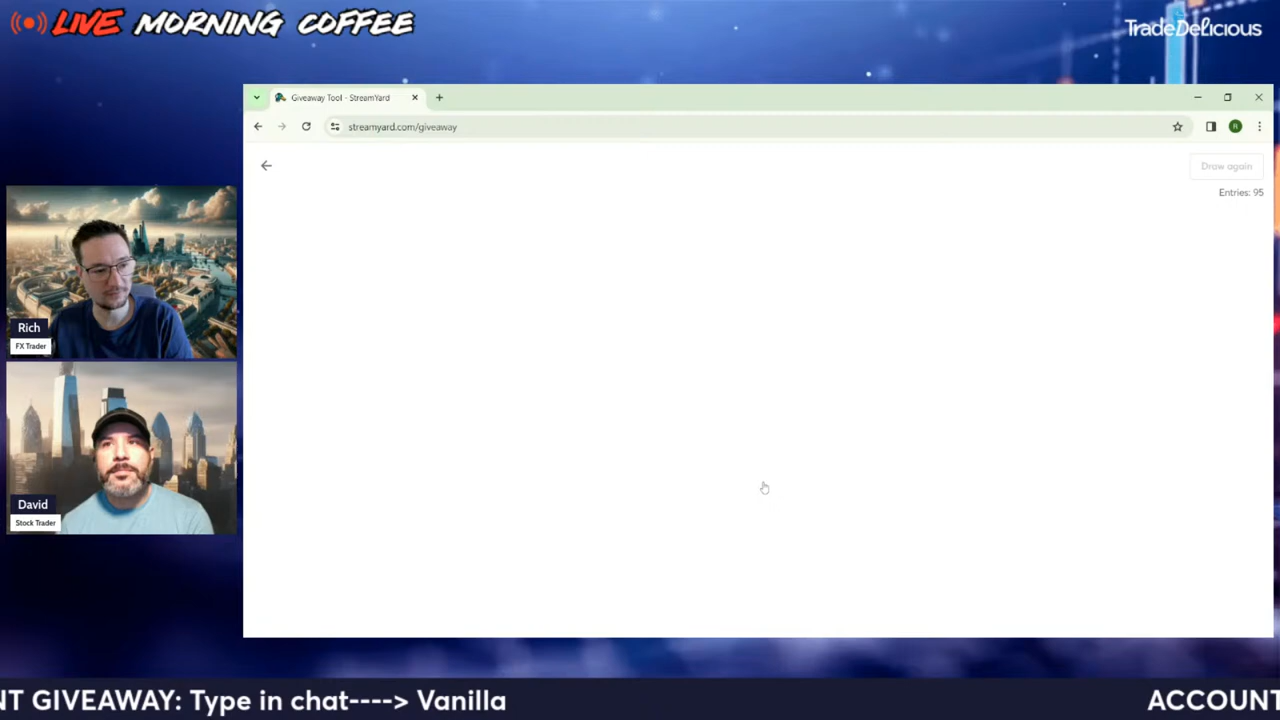 LIVE MORNING COFFEE
TradeDelicious
Giveaway Tool - StreamYard
streamyard.com/giveaway
R
Draw again
Entries: 95
Rich
FX Trader
David
Stock Trader
NT GIVEAWAY: Type in chat----> Vanilla
ACCOUNT